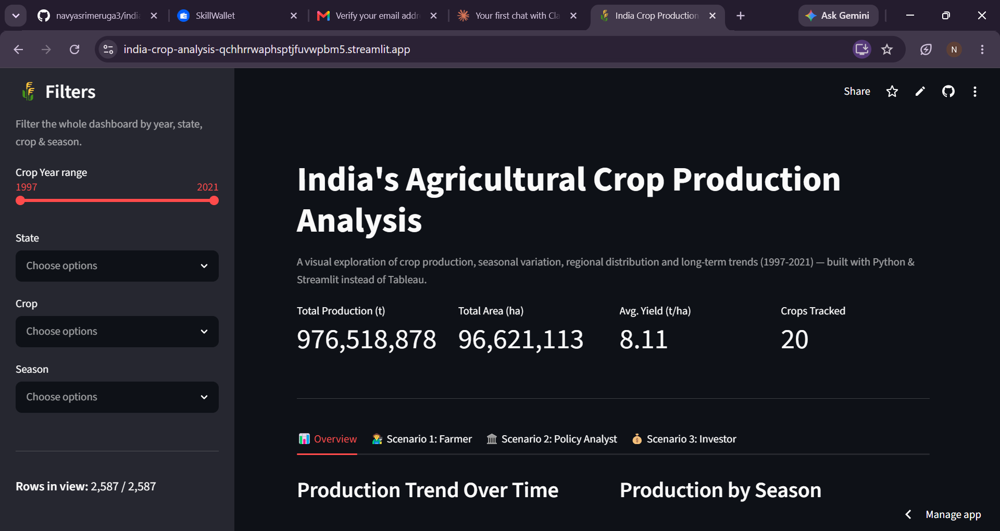 navyasrimeruga3/indi
SkillWallet
Verify your email addr
Your first chat with Cla
India Crop Production
Ask Gemini
india-crop-analysis-qchhrrwaphsptjfuvwpbm5.streamlit.app
N
Filters
Filter the whole dashboard by year, state,
crop & season.
Crop Year range
1997 2021
State
Choose options
Crop
Choose options
Season
Choose options
Rows in view: 2,587 / 2,587
Share
India's Agricultural Crop Production
Analysis
A visual exploration of crop production, seasonal variation, regional distribution and long-term trends (1997-2021) — built with Python &
Streamlit instead of Tableau.
Total Production (t) Total Area (ha) Avg. Yield (t/ha) Crops Tracked
976,518,878 96,621,113 8.11 20
Overview Scenario 1: Farmer Scenario 2: Policy Analyst Scenario 3: Investor
Production Trend Over Time Production by Season
Manage app